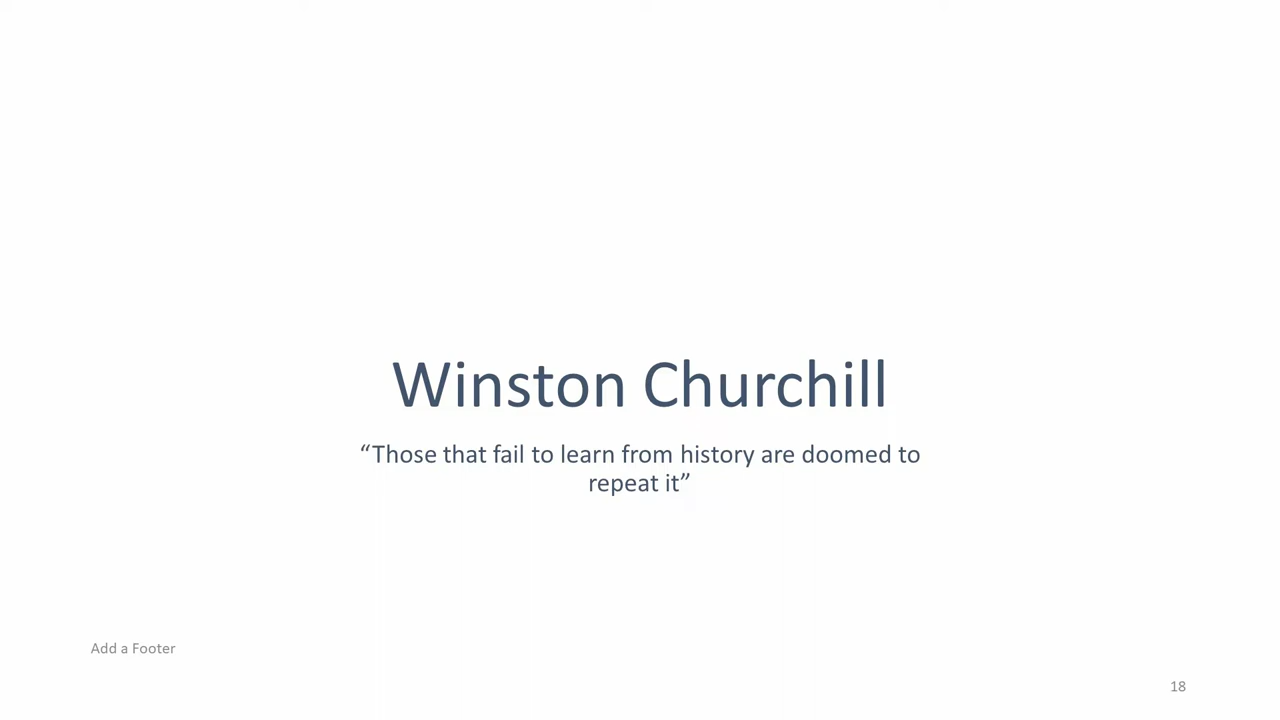 Winston Churchill
“Those that fail to learn from history are doomed to
repeat it”
Add a Footer
18